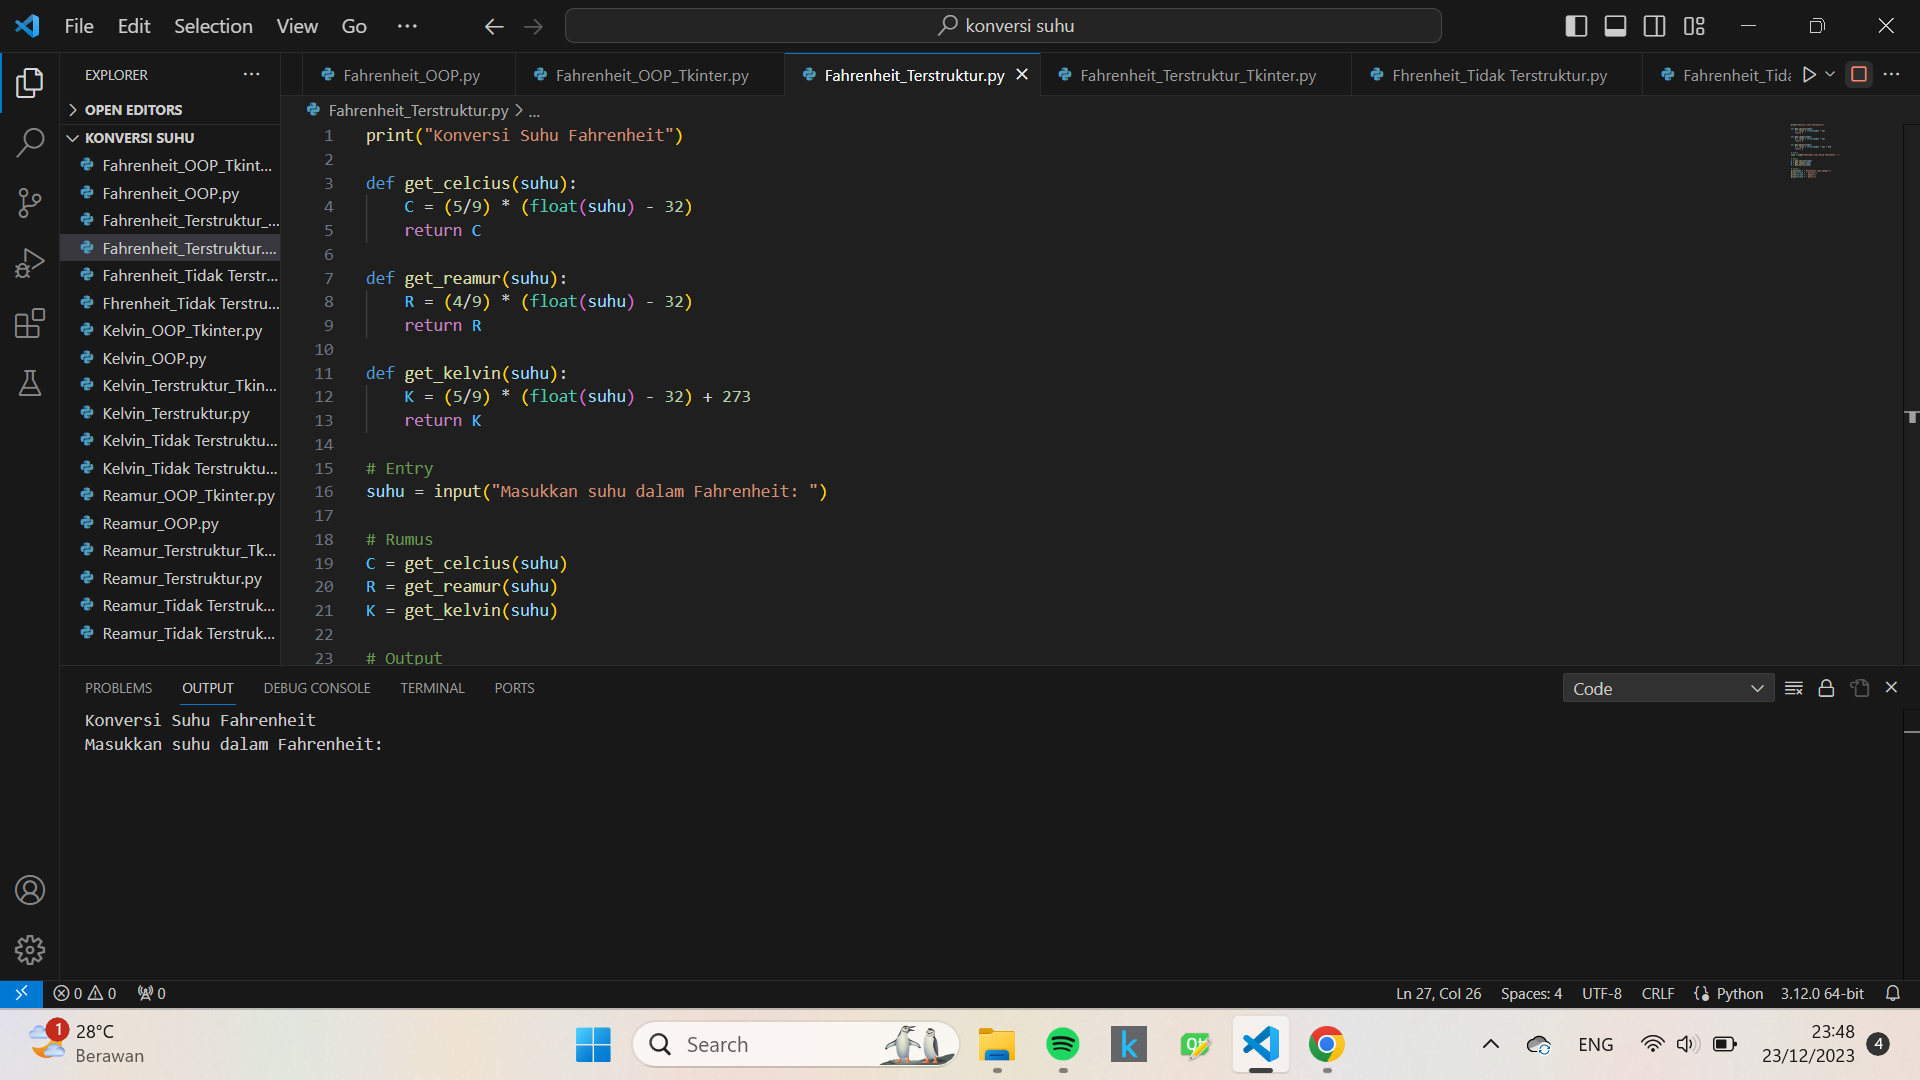 File Edit Selection View Go ···
konversi suhu
EXPLORER ···
OPEN EDITORS
KONVERSI SUHU
Fahrenheit_OOP_Tkint...
Fahrenheit_OOP.py
Fahrenheit_Terstruktur_...
Fahrenheit_Terstruktur....
Fahrenheit_Tidak Terstr...
Fhrenheit_Tidak Terstru...
Kelvin_OOP_Tkinter.py
Kelvin_OOP.py
Kelvin_Terstruktur_Tkin...
Kelvin_Terstruktur.py
Kelvin_Tidak Terstruktu...
Kelvin_Tidak Terstruktu...
Reamur_OOP_Tkinter.py
Reamur_OOP.py
Reamur_Terstruktur_Tk...
Reamur_Terstruktur.py
Reamur_Tidak Terstruk...
Reamur_Tidak Terstruk...
Fahrenheit_OOP.py Fahrenheit_OOP_Tkinter.py Fahrenheit_Terstruktur.py Fahrenheit_Terstruktur_Tkinter.py Fhrenheit_Tidak Terstruktur.py Fahrenheit_Tida
Fahrenheit_Terstruktur.py > ...
1 print("Konversi Suhu Fahrenheit")
2
3 def get_celcius(suhu):
4     C = (5/9) * (float(suhu) - 32)
5     return C
6
7 def get_reamur(suhu):
8     R = (4/9) * (float(suhu) - 32)
9     return R
10
11 def get_kelvin(suhu):
12     K = (5/9) * (float(suhu) - 32) + 273
13     return K
14
15 # Entry
16 suhu = input("Masukkan suhu dalam Fahrenheit: ")
17
18 # Rumus
19 C = get_celcius(suhu)
20 R = get_reamur(suhu)
21 K = get_kelvin(suhu)
22
23 # Output
PROBLEMS OUTPUT DEBUG CONSOLE TERMINAL PORTS
Code
Konversi Suhu Fahrenheit
Masukkan suhu dalam Fahrenheit:
0 0 0
Ln 27, Col 26 Spaces: 4 UTF-8 CRLF Python 3.12.0 64-bit
1 28°C
Berawan
Search
ENG
23:48
23/12/2023
4